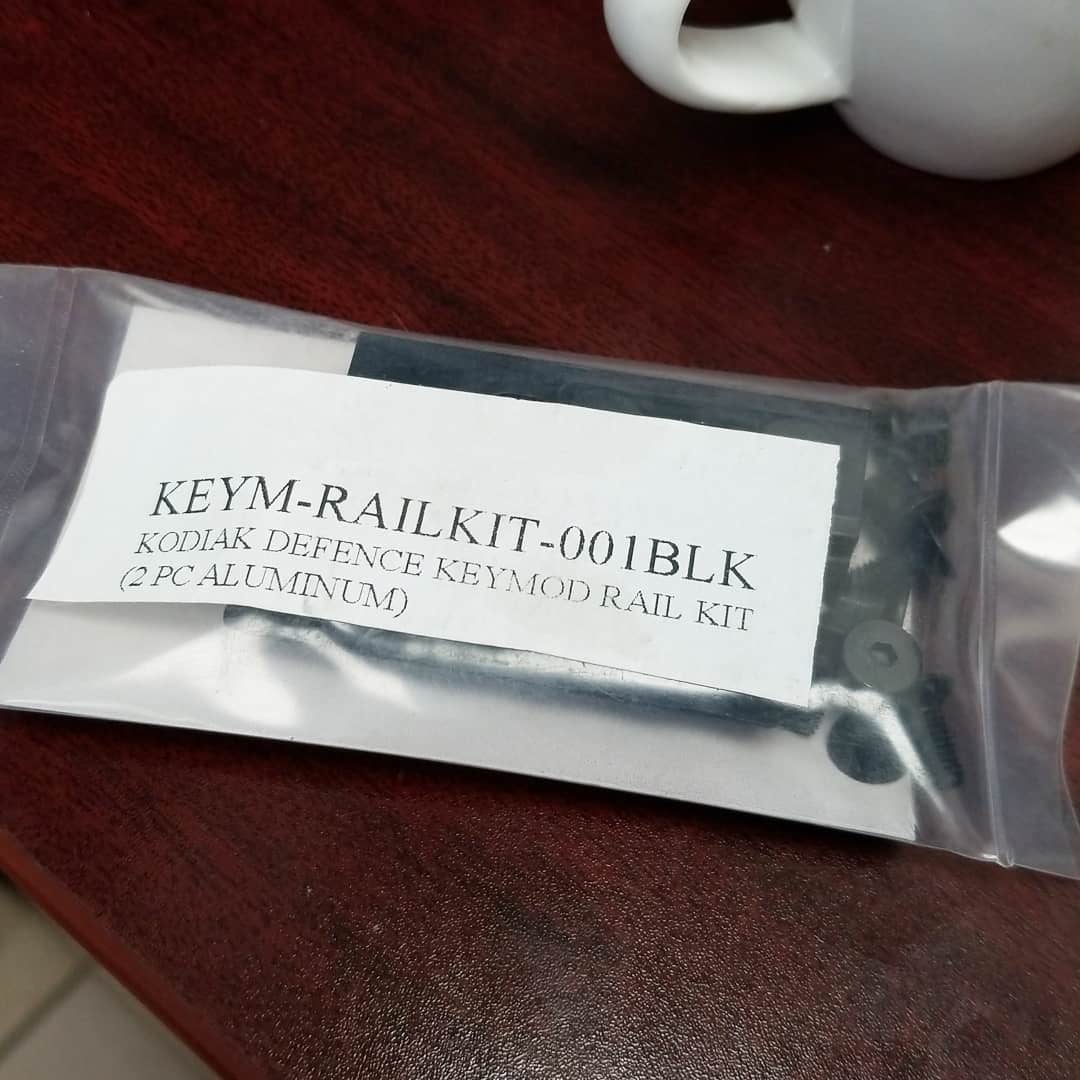 KEYM-RAILKIT-001BLK
KODIAK DEFENCE KEYMOD RAIL KIT
(2 PC ALUMINUM)